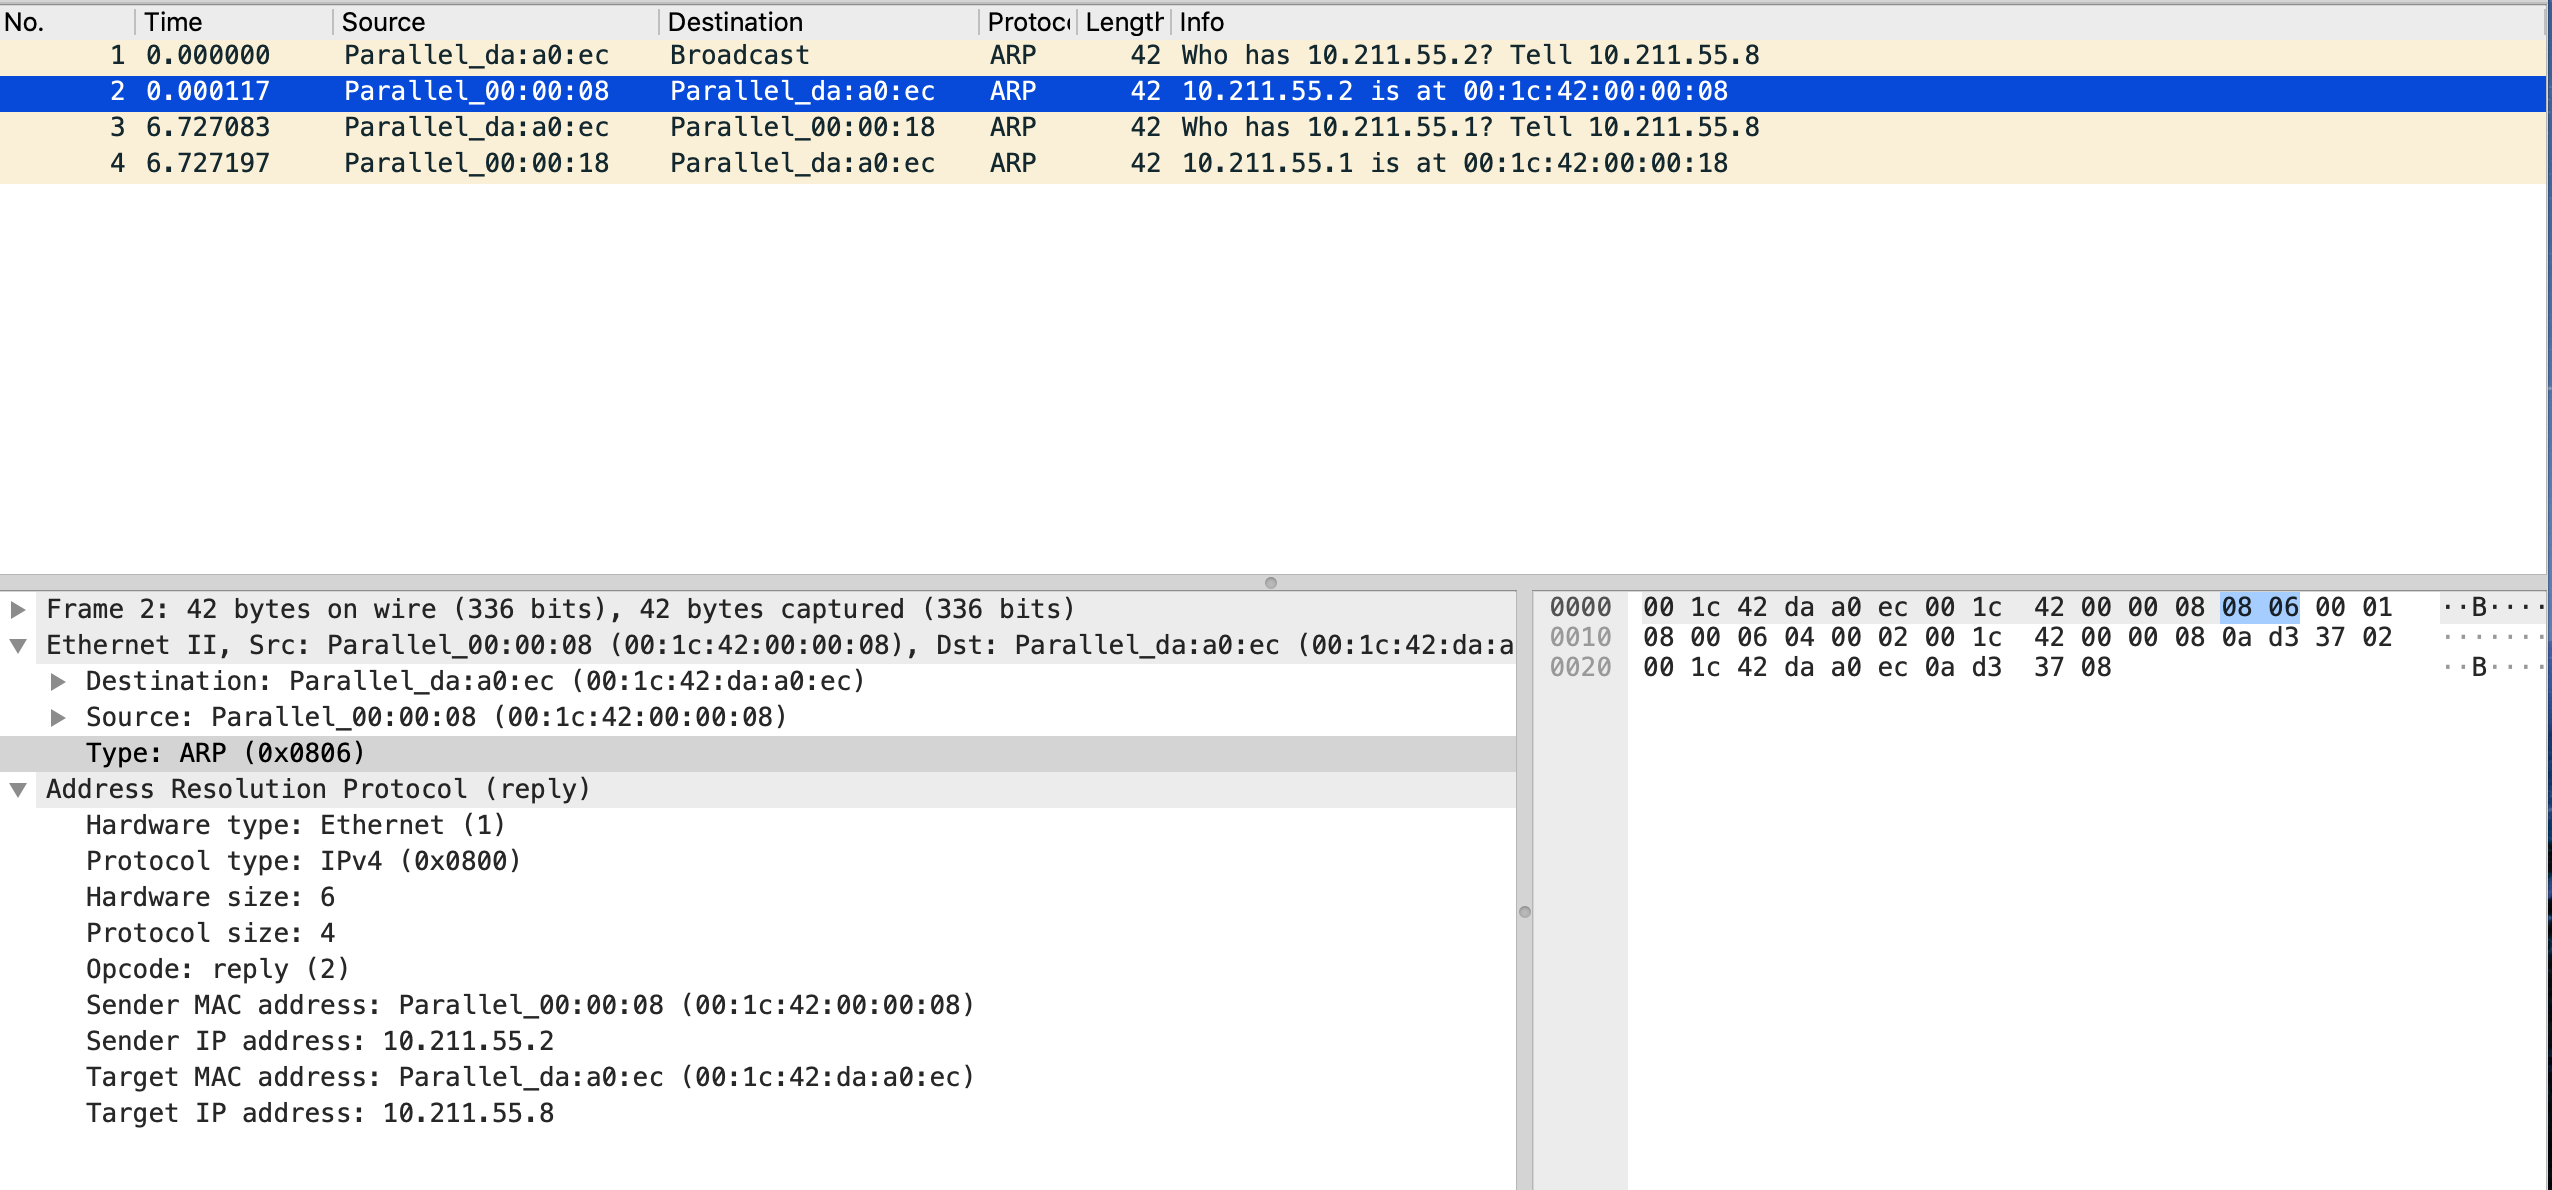 No. Time Source Destination Protoc Length Info
1 0.000000 Parallel_da:a0:ec Broadcast ARP 42 Who has 10.211.55.2? Tell 10.211.55.8
2 0.000117 Parallel_00:00:08 Parallel_da:a0:ec ARP 42 10.211.55.2 is at 00:1c:42:00:00:08
3 6.727083 Parallel_da:a0:ec Parallel_00:00:18 ARP 42 Who has 10.211.55.1? Tell 10.211.55.8
4 6.727197 Parallel_00:00:18 Parallel_da:a0:ec ARP 42 10.211.55.1 is at 00:1c:42:00:00:18
Frame 2: 42 bytes on wire (336 bits), 42 bytes captured (336 bits)
Ethernet II, Src: Parallel_00:00:08 (00:1c:42:00:00:08), Dst: Parallel_da:a0:ec (00:1c:42:da:a
Destination: Parallel_da:a0:ec (00:1c:42:da:a0:ec)
Source: Parallel_00:00:08 (00:1c:42:00:00:08)
Type: ARP (0x0806)
Address Resolution Protocol (reply)
Hardware type: Ethernet (1)
Protocol type: IPv4 (0x0800)
Hardware size: 6
Protocol size: 4
Opcode: reply (2)
Sender MAC address: Parallel_00:00:08 (00:1c:42:00:00:08)
Sender IP address: 10.211.55.2
Target MAC address: Parallel_da:a0:ec (00:1c:42:da:a0:ec)
Target IP address: 10.211.55.8
0000 00 1c 42 da a0 ec 00 1c 42 00 00 08 08 06 00 01 ··B····
0010 08 00 06 04 00 02 00 1c 42 00 00 08 0a d3 37 02 ·······
0020 00 1c 42 da a0 ec 0a d3 37 08 ··B····